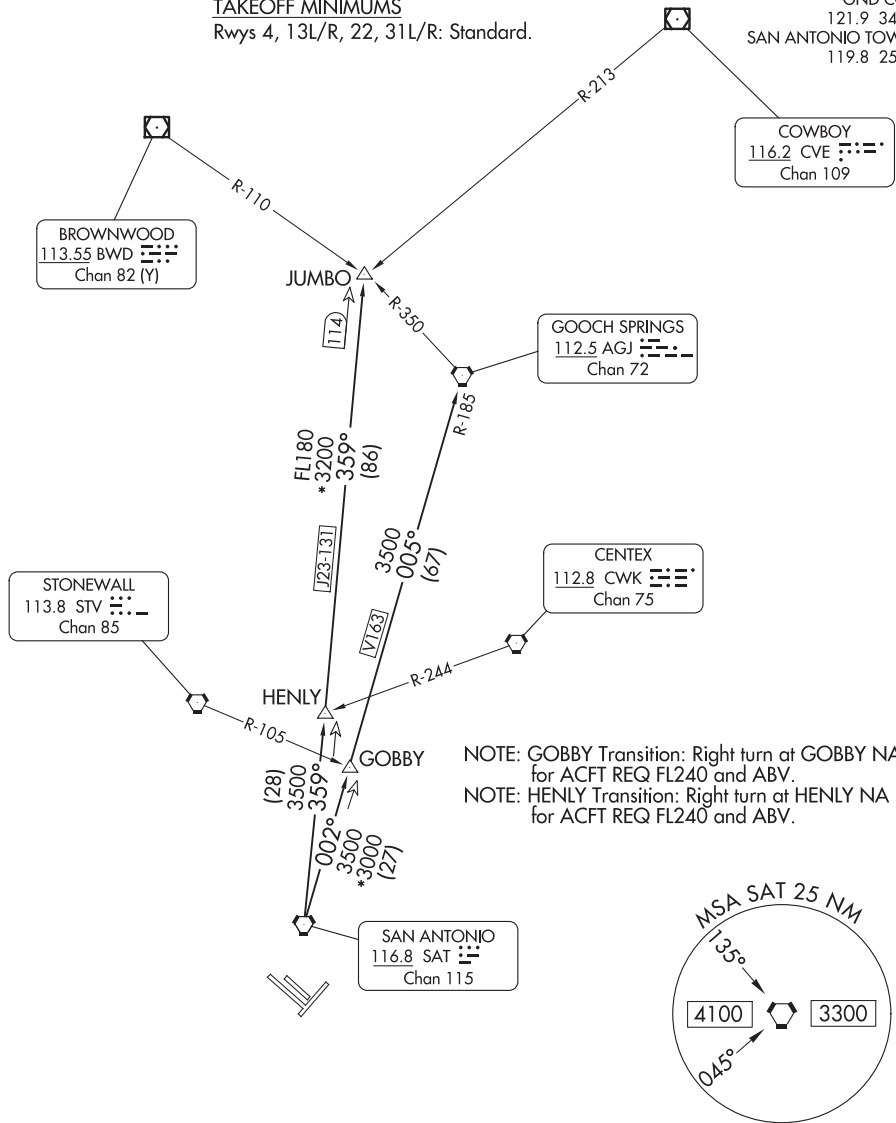 TAKEOFF MINIMUMS
Rwys 4, 13L/R, 22, 31L/R: Standard.
121.9 34
SAN ANTONIO TOW
119.8 25
R-213
COWBOY
116.2 CVE
Chan 109
R-110
BROWNWOOD
113.55 BWD
Chan 82 (Y)
JUMBO
114
R-350
GOOCH SPRINGS
112.5 AGJ
Chan 72
R-185
FL180
*3200
359°
(86)
J23-131
3500
005°
(67)
V163
CENTEX
112.8 CWK
Chan 75
STONEWALL
113.8 STV
Chan 85
R-244
HENLY
R-105
GOBBY
(28)
3500
359°
002°
3500
*3000
(27)
NOTE: GOBBY Transition: Right turn at GOBBY NA
for ACFT REQ FL240 and ABV.
NOTE: HENLY Transition: Right turn at HENLY NA
for ACFT REQ FL240 and ABV.
SAN ANTONIO
116.8 SAT
Chan 115
MSA SAT 25 NM
135°
4100
3300
045°